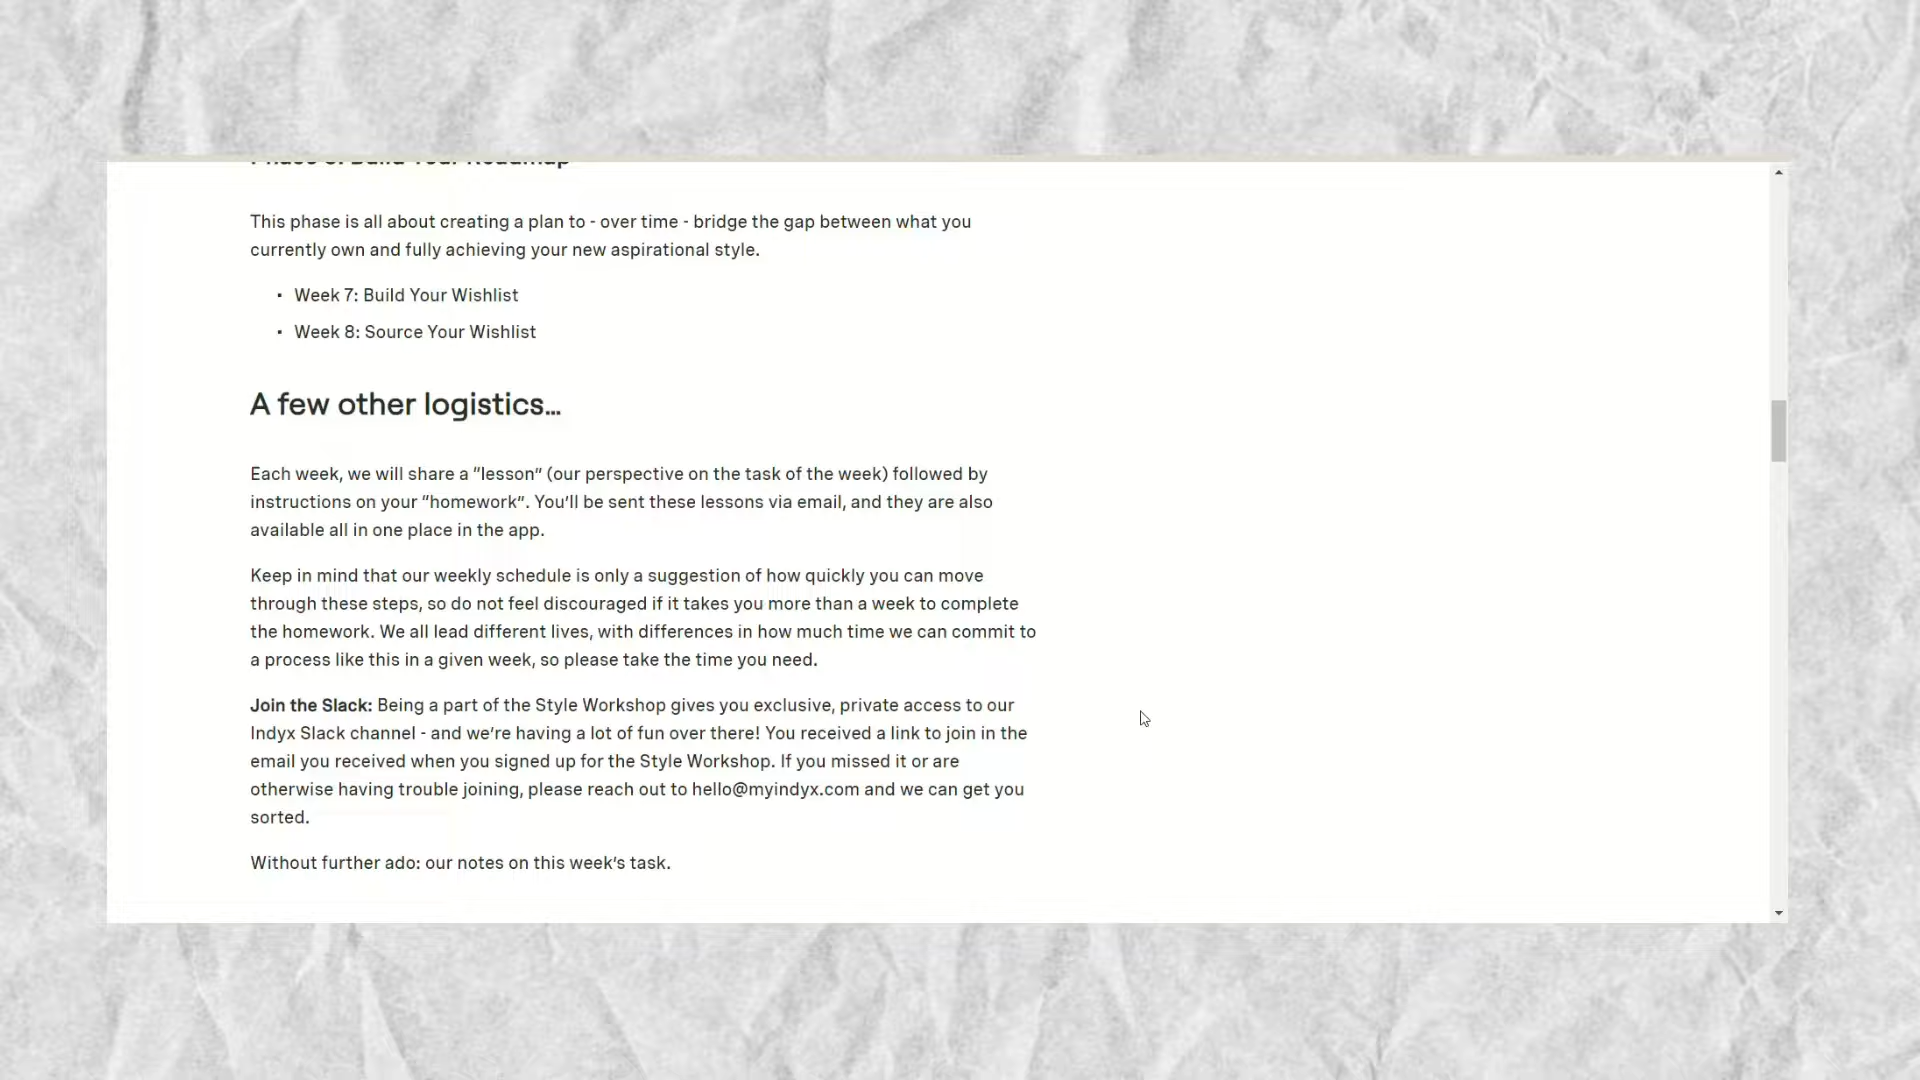 Build Your Roadmap
This phase is all about creating a plan to - over time - bridge the gap between what you
currently own and fully achieving your new aspirational style.
▪ Week 7: Build Your Wishlist
▪ Week 8: Source Your Wishlist
A few other logistics...
Each week, we will share a “lesson” (our perspective on the task of the week) followed by
instructions on your “homework”. You’ll be sent these lessons via email, and they are also
available all in one place in the app.
Keep in mind that our weekly schedule is only a suggestion of how quickly you can move
through these steps, so do not feel discouraged if it takes you more than a week to complete
the homework. We all lead different lives, with differences in how much time we can commit to
a process like this in a given week, so please take the time you need.
Join the Slack: Being a part of the Style Workshop gives you exclusive, private access to our
Indyx Slack channel - and we’re having a lot of fun over there! You received a link to join in the
email you received when you signed up for the Style Workshop. If you missed it or are
otherwise having trouble joining, please reach out to hello@myindyx.com and we can get you
sorted.
Without further ado: our notes on this week’s task.